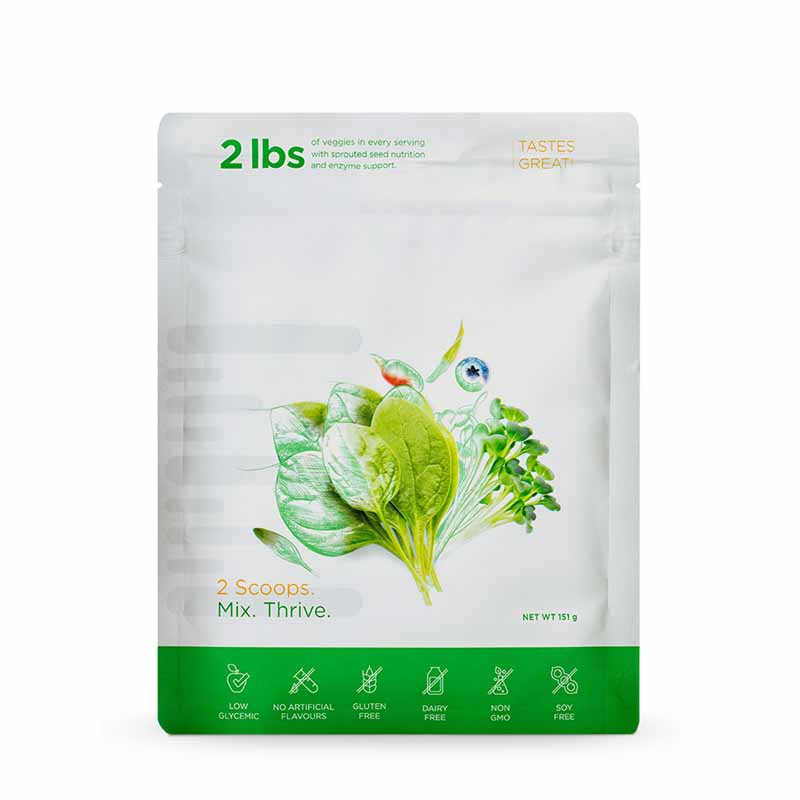 2 lbs
of veggies in every serving
with sprouted seed nutrition
and enzyme support.
TASTES
GREAT!
2 Scoops.
Mix. Thrive.
NET WT 151 g
LOW
GLYCEMIC
NO ARTIFICIAL
FLAVOURS
GLUTEN
FREE
DAIRY
FREE
NON
GMO
SOY
FREE